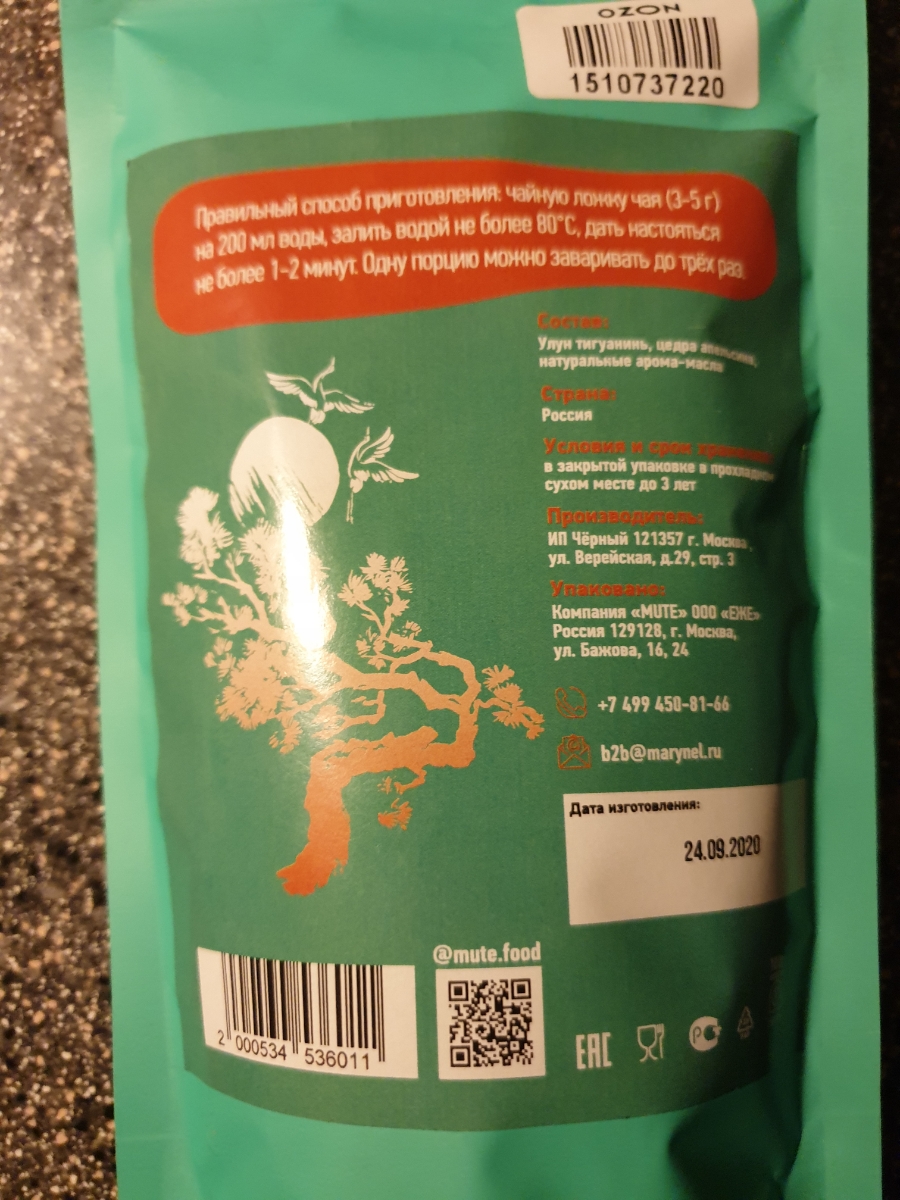 OZON
1510737220
Правильный способ приготовления: чайную ложку чая (3-5 г)
на 200 мл воды, залить водой не более 80°С, дать настояться
не более 1-2 минут. Одну порцию можно заваривать до трёх раз.
Состав:
Улун тигуанинь, цедра апельсина,
натуральные арома-масла
Страна:
Россия
Условия и срок хранения:
в закрытой упаковке в прохладном
сухом месте до 3 лет
Производитель:
ИП Чёрный 121357 г. Москва,
ул. Верейская, д.29, стр. 3
Упаковано:
Компания «MUTE» ООО «ЕЖЕ»
Россия 129128, г. Москва,
ул. Бажова, 16, 24
+7 499 450-81-66
b2b@marynel.ru
Дата изготовления:
24.09.2020
@mute.food
2 000534 536011
EAC